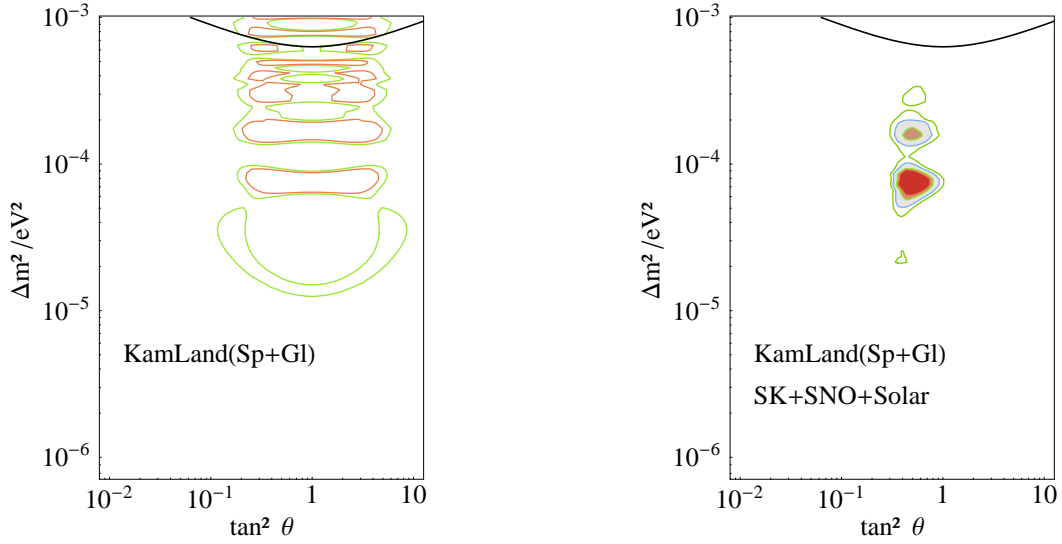 10⁻³
10⁻⁴
10⁻⁵
10⁻⁶
Δm² /eV²
KamLand(Sp+Gl)
10⁻² 10⁻¹ 1 10
tan² θ
10⁻³
10⁻⁴
10⁻⁵
10⁻⁶
Δm² /eV²
KamLand(Sp+Gl)
SK+SNO+Solar
10⁻² 10⁻¹ 1 10
tan² θ